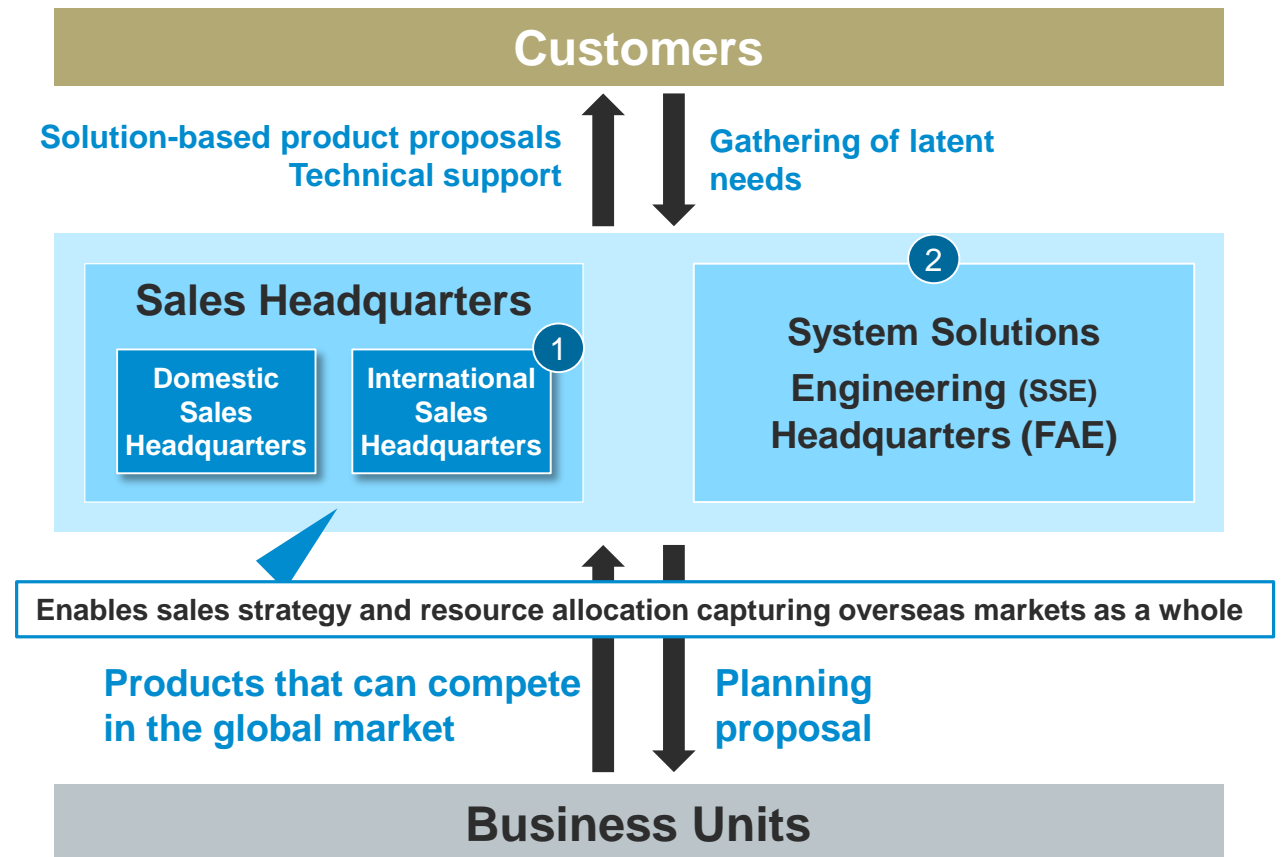 Customers
Solution-based product proposals
Technical support
Gathering of latent
needs
Sales Headquarters
Domestic
Sales
Headquarters
1
International
Sales
Headquarters
2
System Solutions
Engineering (SSE)
Headquarters (FAE)
Enables sales strategy and resource allocation capturing overseas markets as a whole
Products that can compete
in the global market
Planning
proposal
Business Units